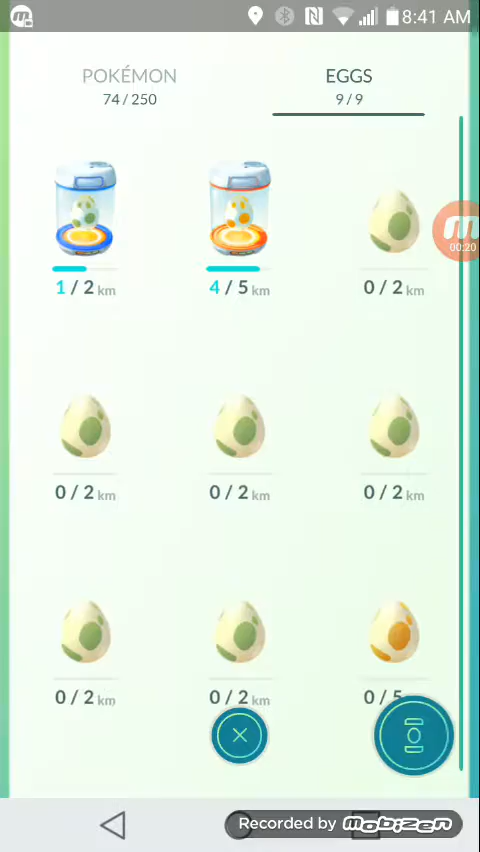 8:41 AM
POKÉMON EGGS
74 / 250 9 / 9
00:20
1 / 2 km 4 / 5 km 0 / 2 km
0 / 2 km 0 / 2 km 0 / 2 km
0 / 2 km 0 / 2 km 0 / 5
Recorded by mobizen